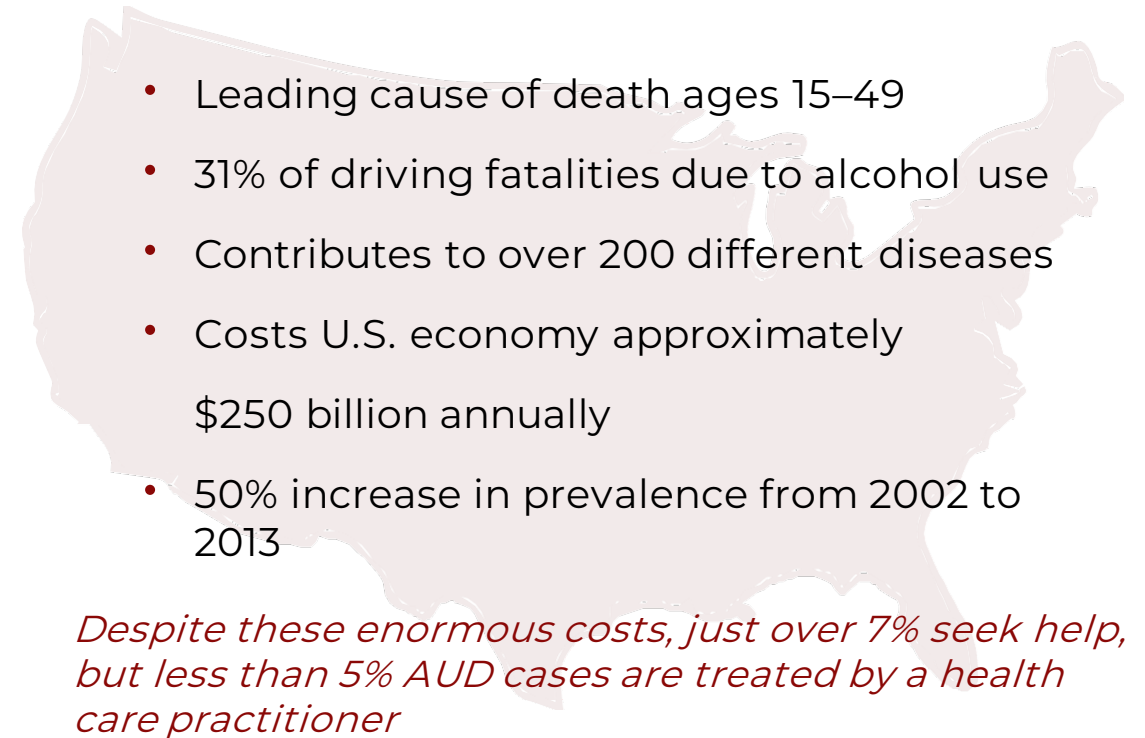 • Leading cause of death ages 15–49
• 31% of driving fatalities due to alcohol use
• Contributes to over 200 different diseases
• Costs U.S. economy approximately
$250 billion annually
• 50% increase in prevalence from 2002 to
2013
Despite these enormous costs, just over 7% seek help,
but less than 5% AUD cases are treated by a health
care practitioner